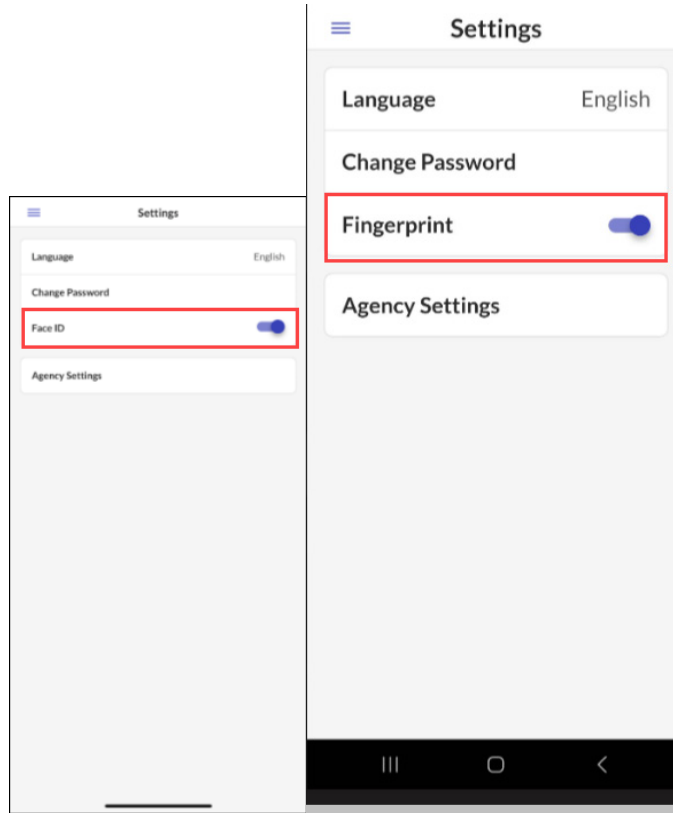 Settings
Language English
Change Password
Face ID
Agency Settings
Settings
Language English
Change Password
Fingerprint
Agency Settings